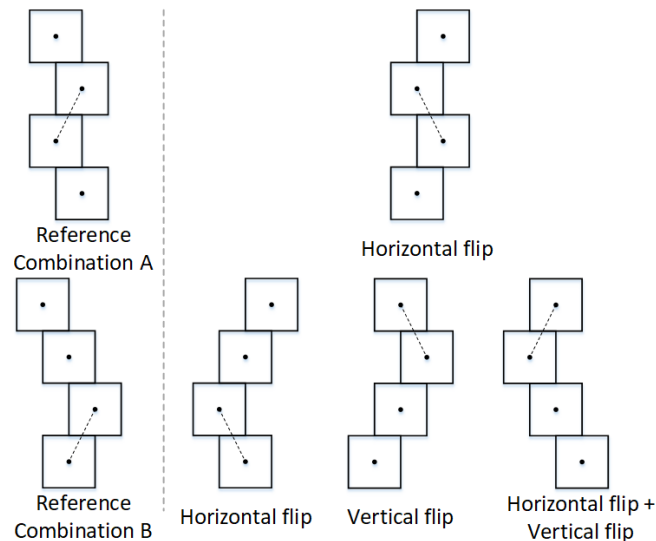 Reference
Combination A
Horizontal flip
Reference
Combination B
Horizontal flip
Vertical flip
Horizontal flip +
Vertical flip